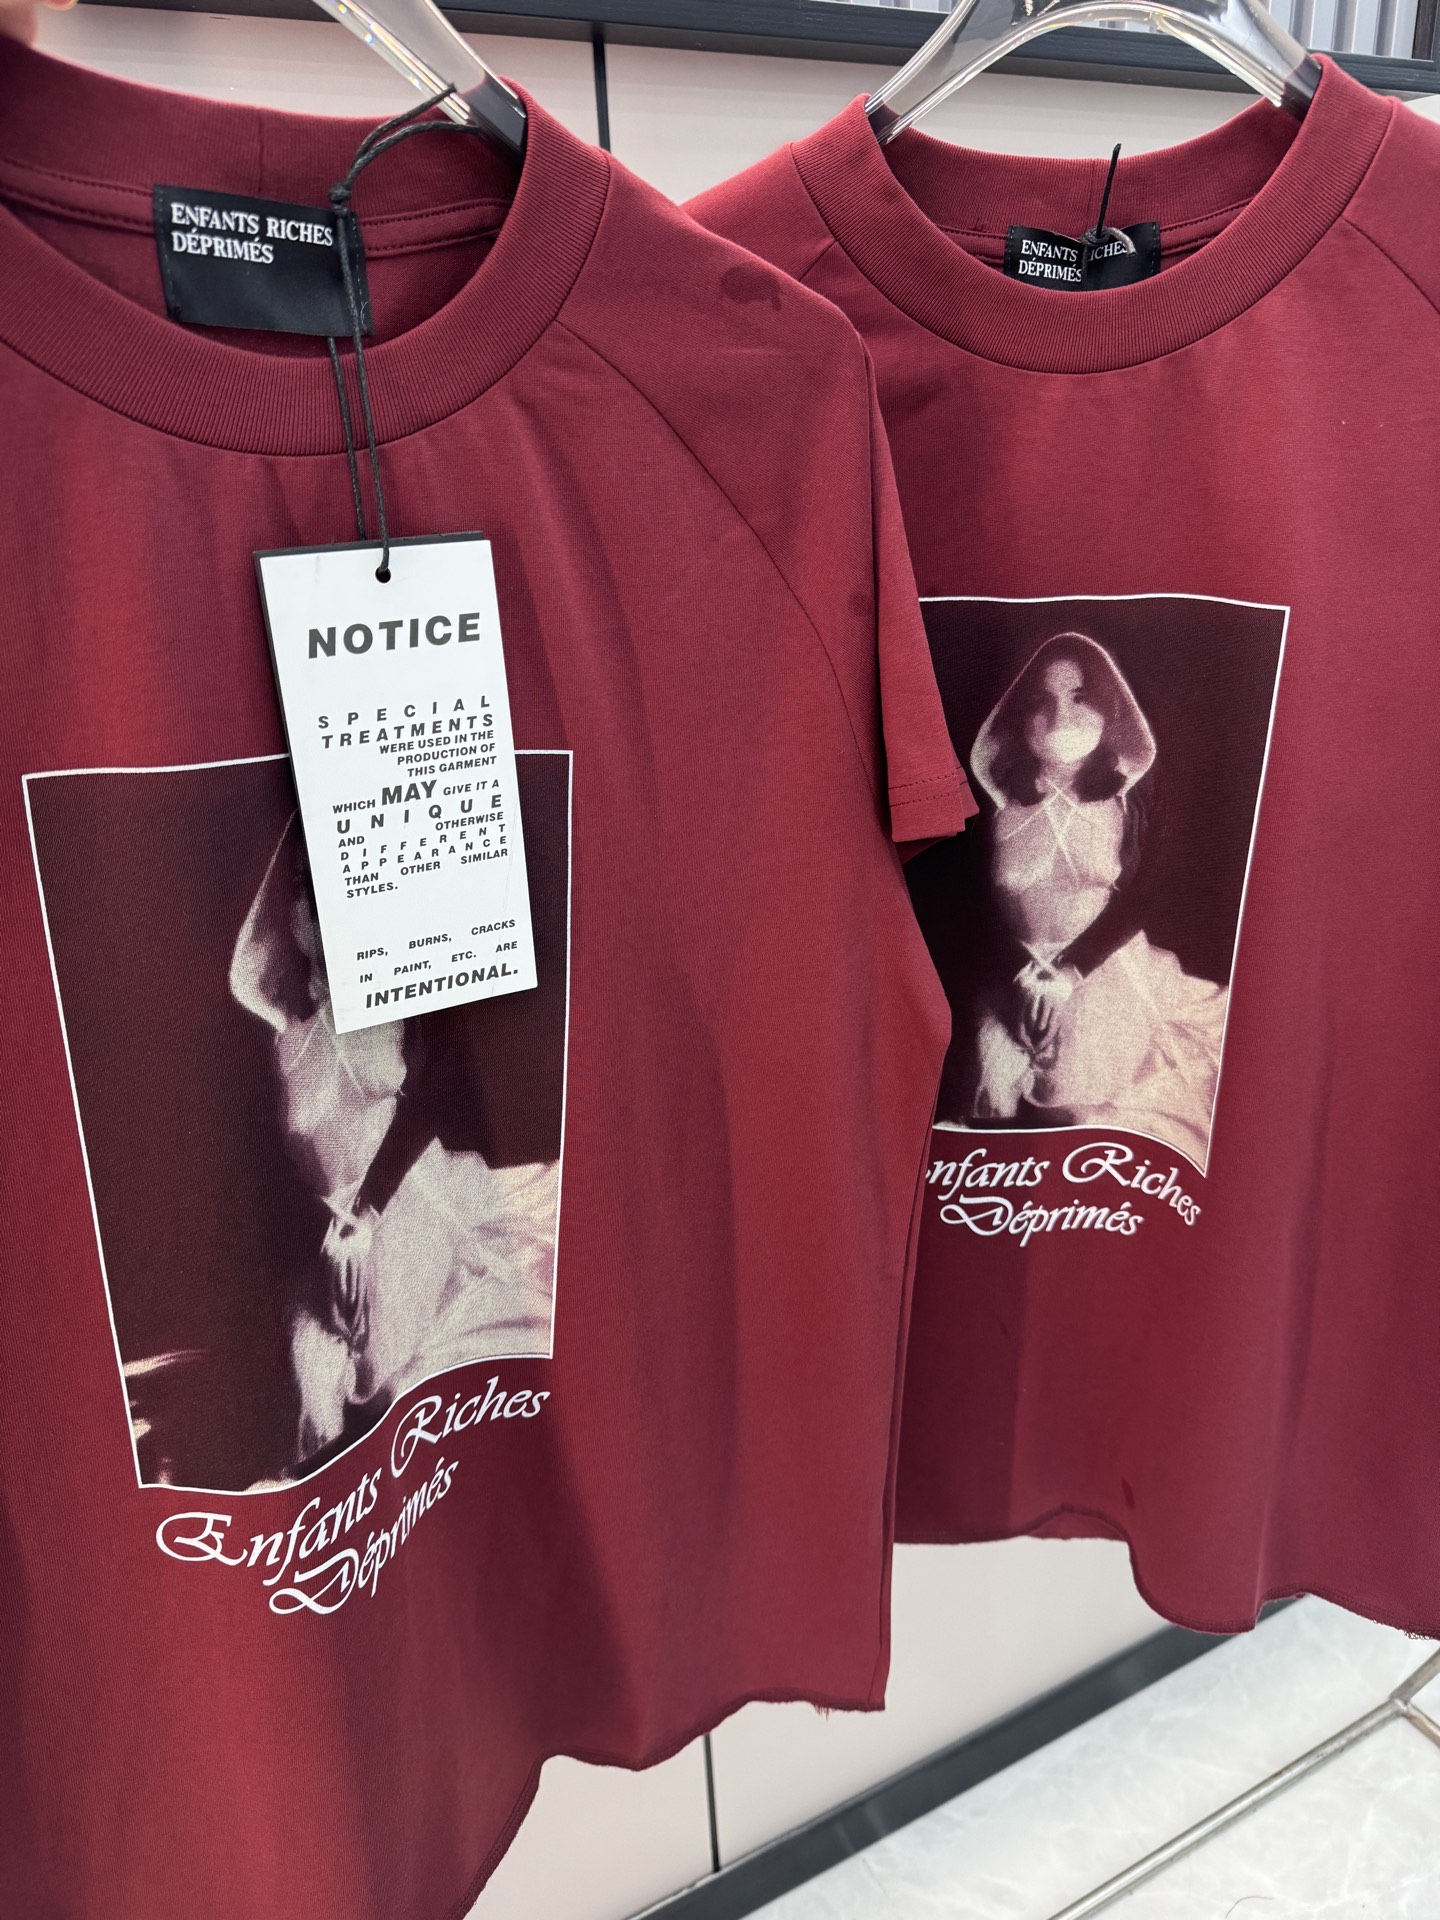 ENFANTS RICHES
DÉPRIMÉS
NOTICE
SPECIAL
TREATMENTS
WERE USED IN THE
PRODUCTION OF
THIS GARMENT
WHICH MAY GIVE IT A
UNIQUE
AND OTHERWISE
DIFFERENT
APPEARANCE
THAN OTHER SIMILAR
STYLES.
RIPS, BURNS, CRACKS
IN PAINT, ETC. ARE
INTENTIONAL.
Enfants Riches
Déprimés
ENFANTS RICHES
DÉPRIMÉS
nfants Riches
Déprimés